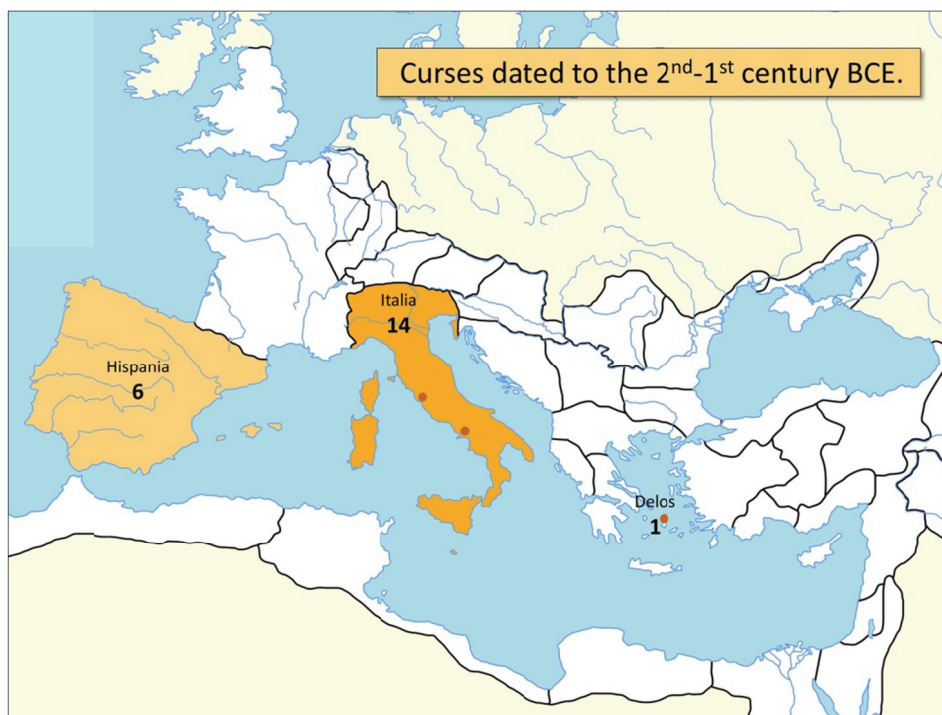 Curses dated to the 2nd-1st century BCE.
Italia
14
Hispania
6
Delos
1